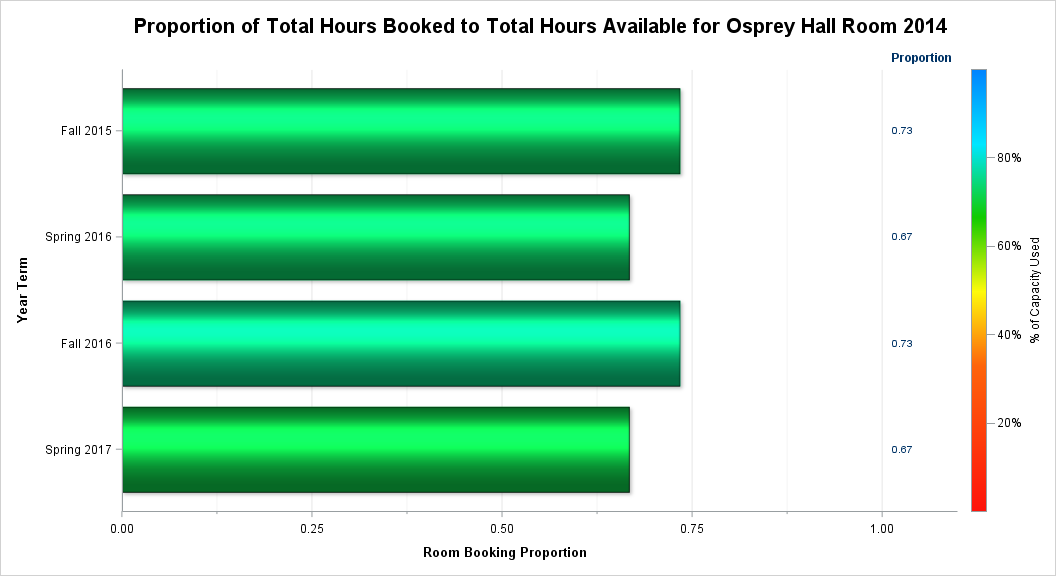 Proportion of Total Hours Booked to Total Hours Available for Osprey Hall Room 2014
Proportion
Fall 2015
0.73
Spring 2016
0.67
Fall 2016
0.73
Spring 2017
0.67
Year Term
0.00
0.25
0.50
0.75
1.00
Room Booking Proportion
80%
60%
40%
20%
% of Capacity Used